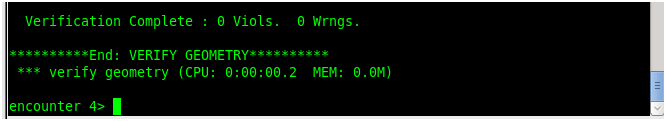 Verification Complete : 0 Viols.  0 Wrngs.
**********End: VERIFY GEOMETRY**********
*** verify geometry (CPU: 0:00:00.2  MEM: 0.0M)
encounter 4>